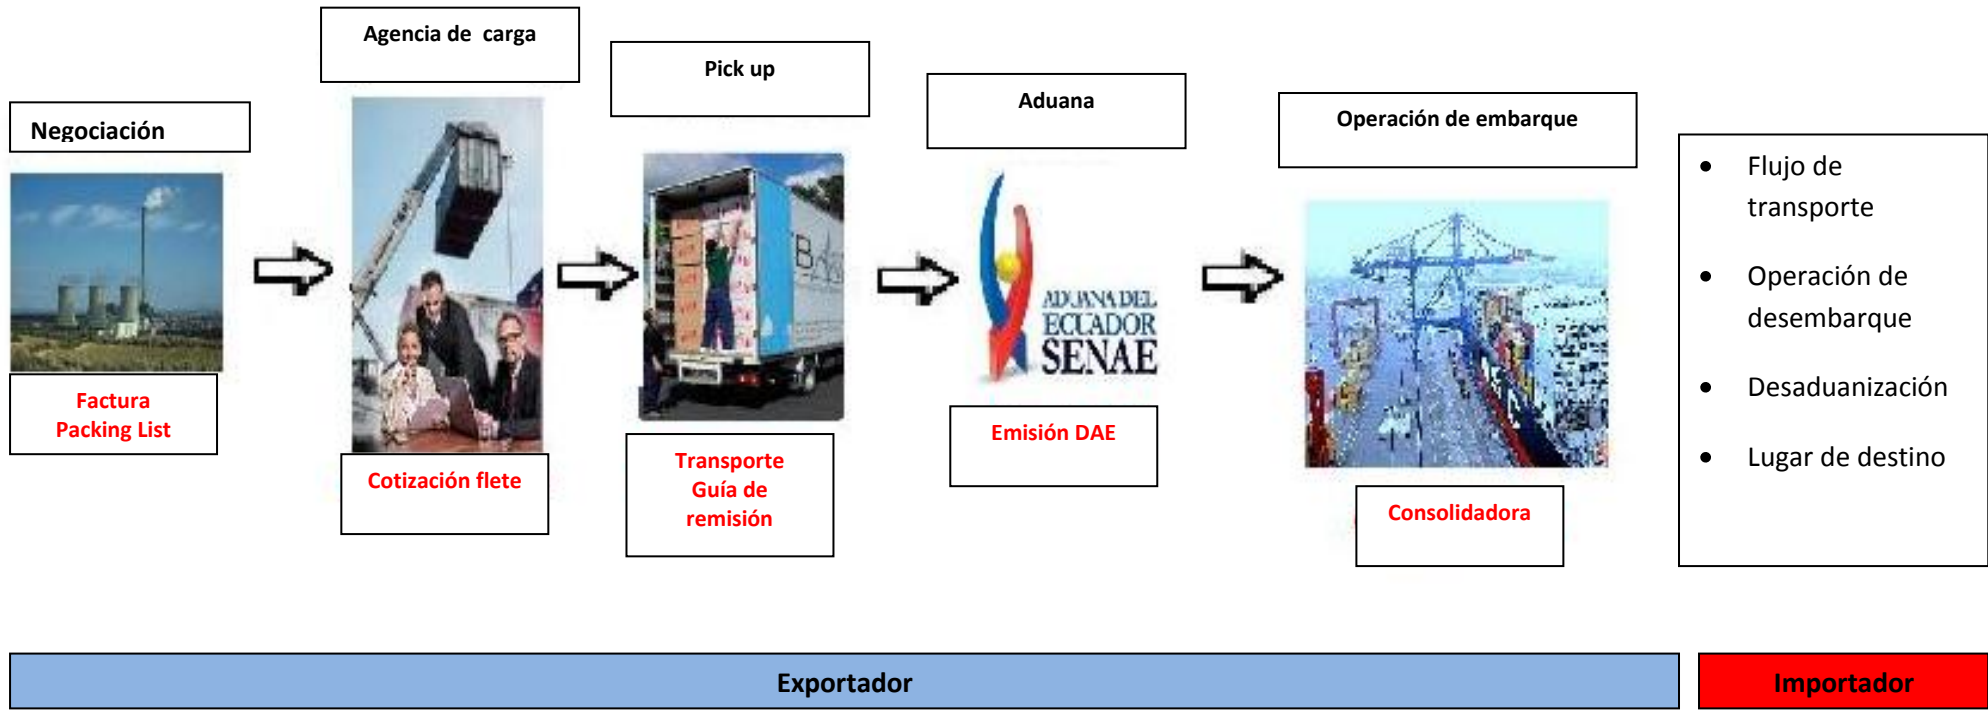 Negociación
Factura
Packing List
Agencia de carga
Cotización flete
Pick up
Transporte
Guía de
remisión
Aduana
ADUANA DEL
ECUADOR
SENAE
Emisión DAE
Operación de embarque
Consolidadora
Flujo de
transporte
Operación de
desembarque
Desaduanización
Lugar de destino
Exportador
Importador